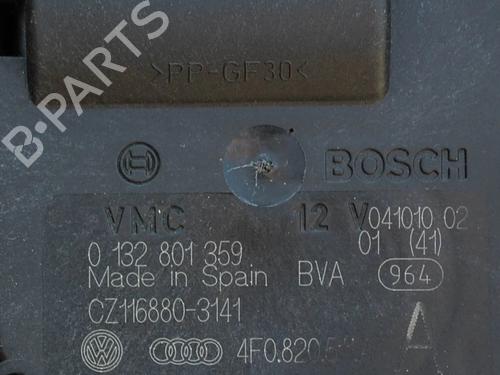 >PP-GF30<
B-PARTS
BOSCH
VMC 12 V 041010 02
0 132 801 359 01 (41)
Made in Spain BVA 964
CZ116880-3141
4F0.820. A